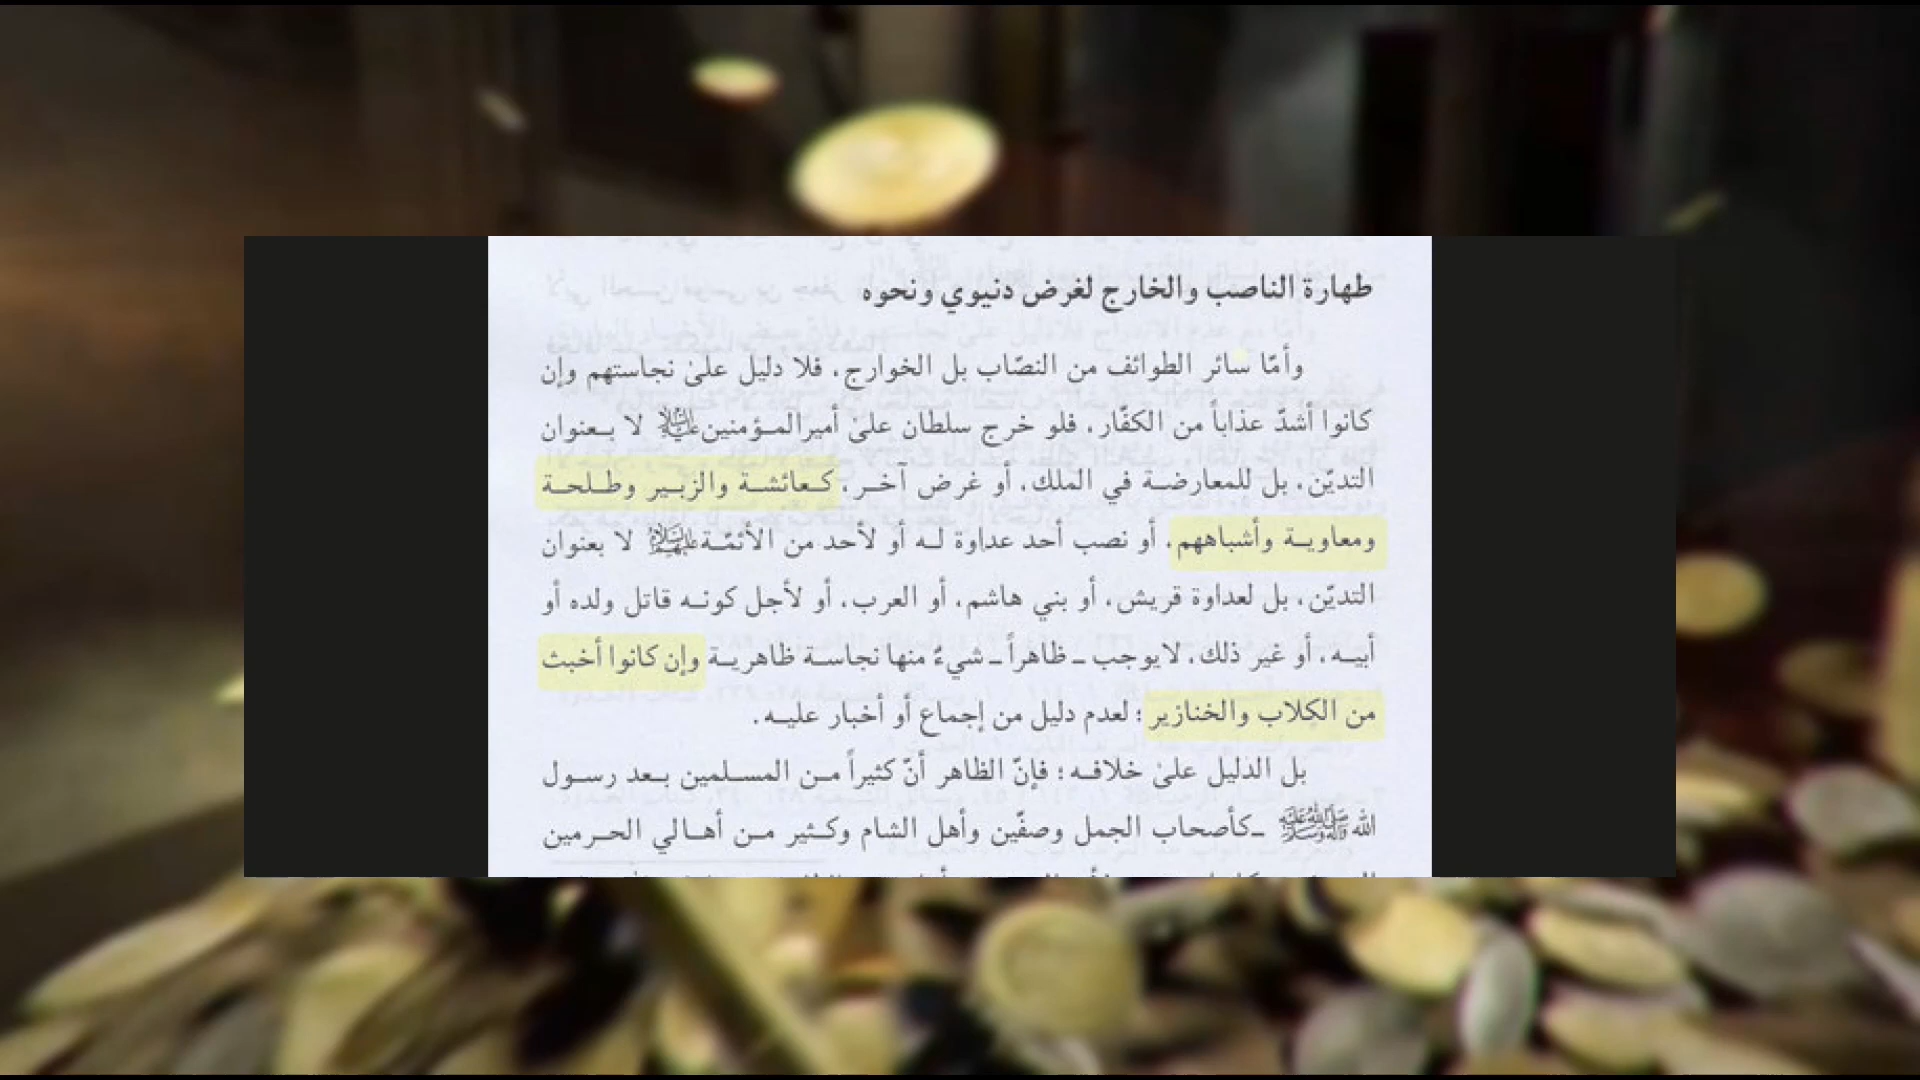 طهارة الناصب والخارج لغرض دنيوي ونحوه
وأمّا سائر الطوائف من النصّاب بل الخوارج، فلا دليل علىٰ نجاستهم وإن
كانوا أشدّ عذاباً من الكفّار، فلو خرج سلطان علىٰ أميرالمؤمنين عليه السلام لا بعنوان
التديّن، بل للمعارضة في الملك، أو غرض آخر، كعائشة والزبير وطلحة
ومعاوية وأشباههم، أو نصب أحد عداوة له أو لأحد من الأئمّة عليهم السلام لا بعنوان
التديّن، بل لعداوة قريش، أو بني هاشم، أو العرب، أو لأجل كونه قاتل ولده أو
أبيه، أو غير ذلك، لايوجب ـ ظاهراً ـ شيءٌ منها نجاسة ظاهرية وإن كانوا أخبث
من الكلاب والخنازير؛ لعدم دليل من إجماع أو أخبار عليه.
بل الدليل علىٰ خلافه؛ فإنّ الظاهر أنّ كثيراً من المسلمين بعد رسول
الله صلى الله عليه وآله وسلم ـكأصحاب الجمل وصفّين وأهل الشام وكثير من أهالي الحرمين